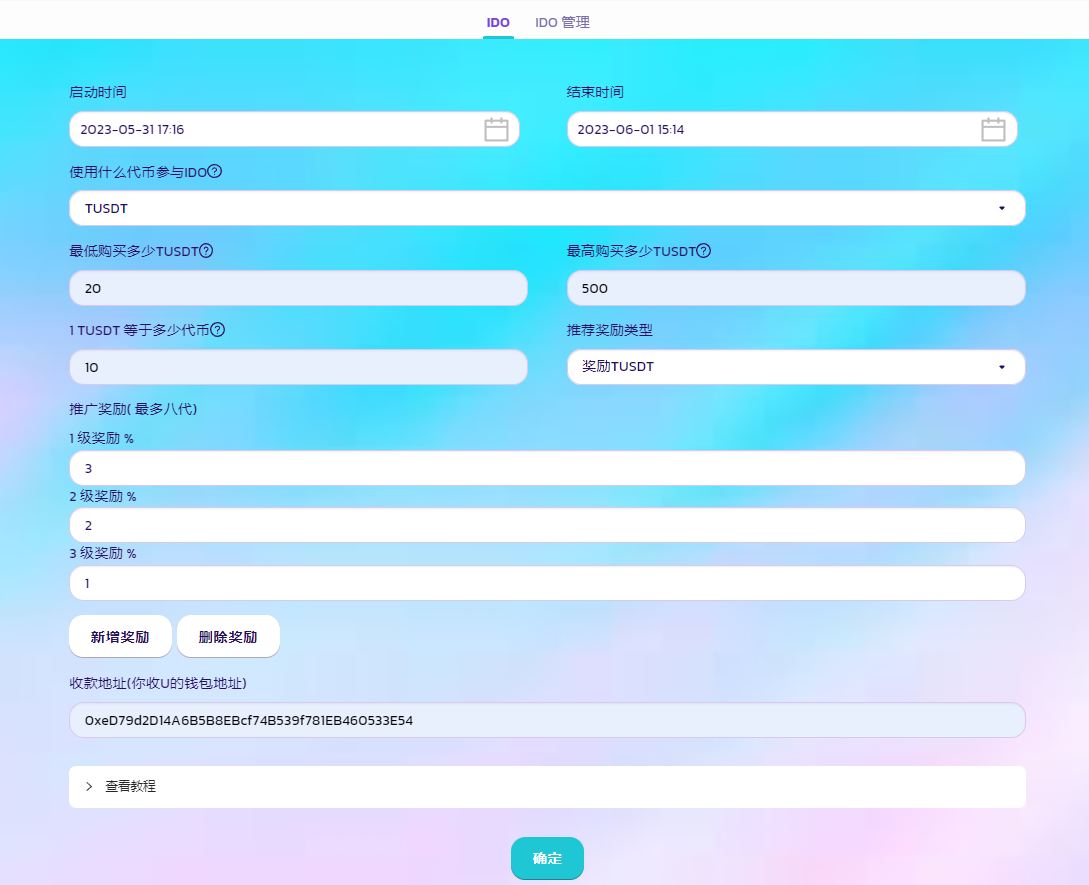 IDO IDO 管理
启动时间 结束时间
2023-05-31 17:16 2023-06-01 15:14
使用什么代币参与IDO?
TUSDT
最低购买多少TUSDT? 最高购买多少TUSDT?
20 500
1 TUSDT 等于多少代币? 推荐奖励类型
10 奖励TUSDT
推广奖励( 最多八代)
1 级奖励 %
3
2 级奖励 %
2
3 级奖励 %
1
新增奖励 删除奖励
收款地址(你收U的钱包地址)
0xeD79d2D14A6B5B8EBcf74B539f781EB460533E54
查看教程
确定